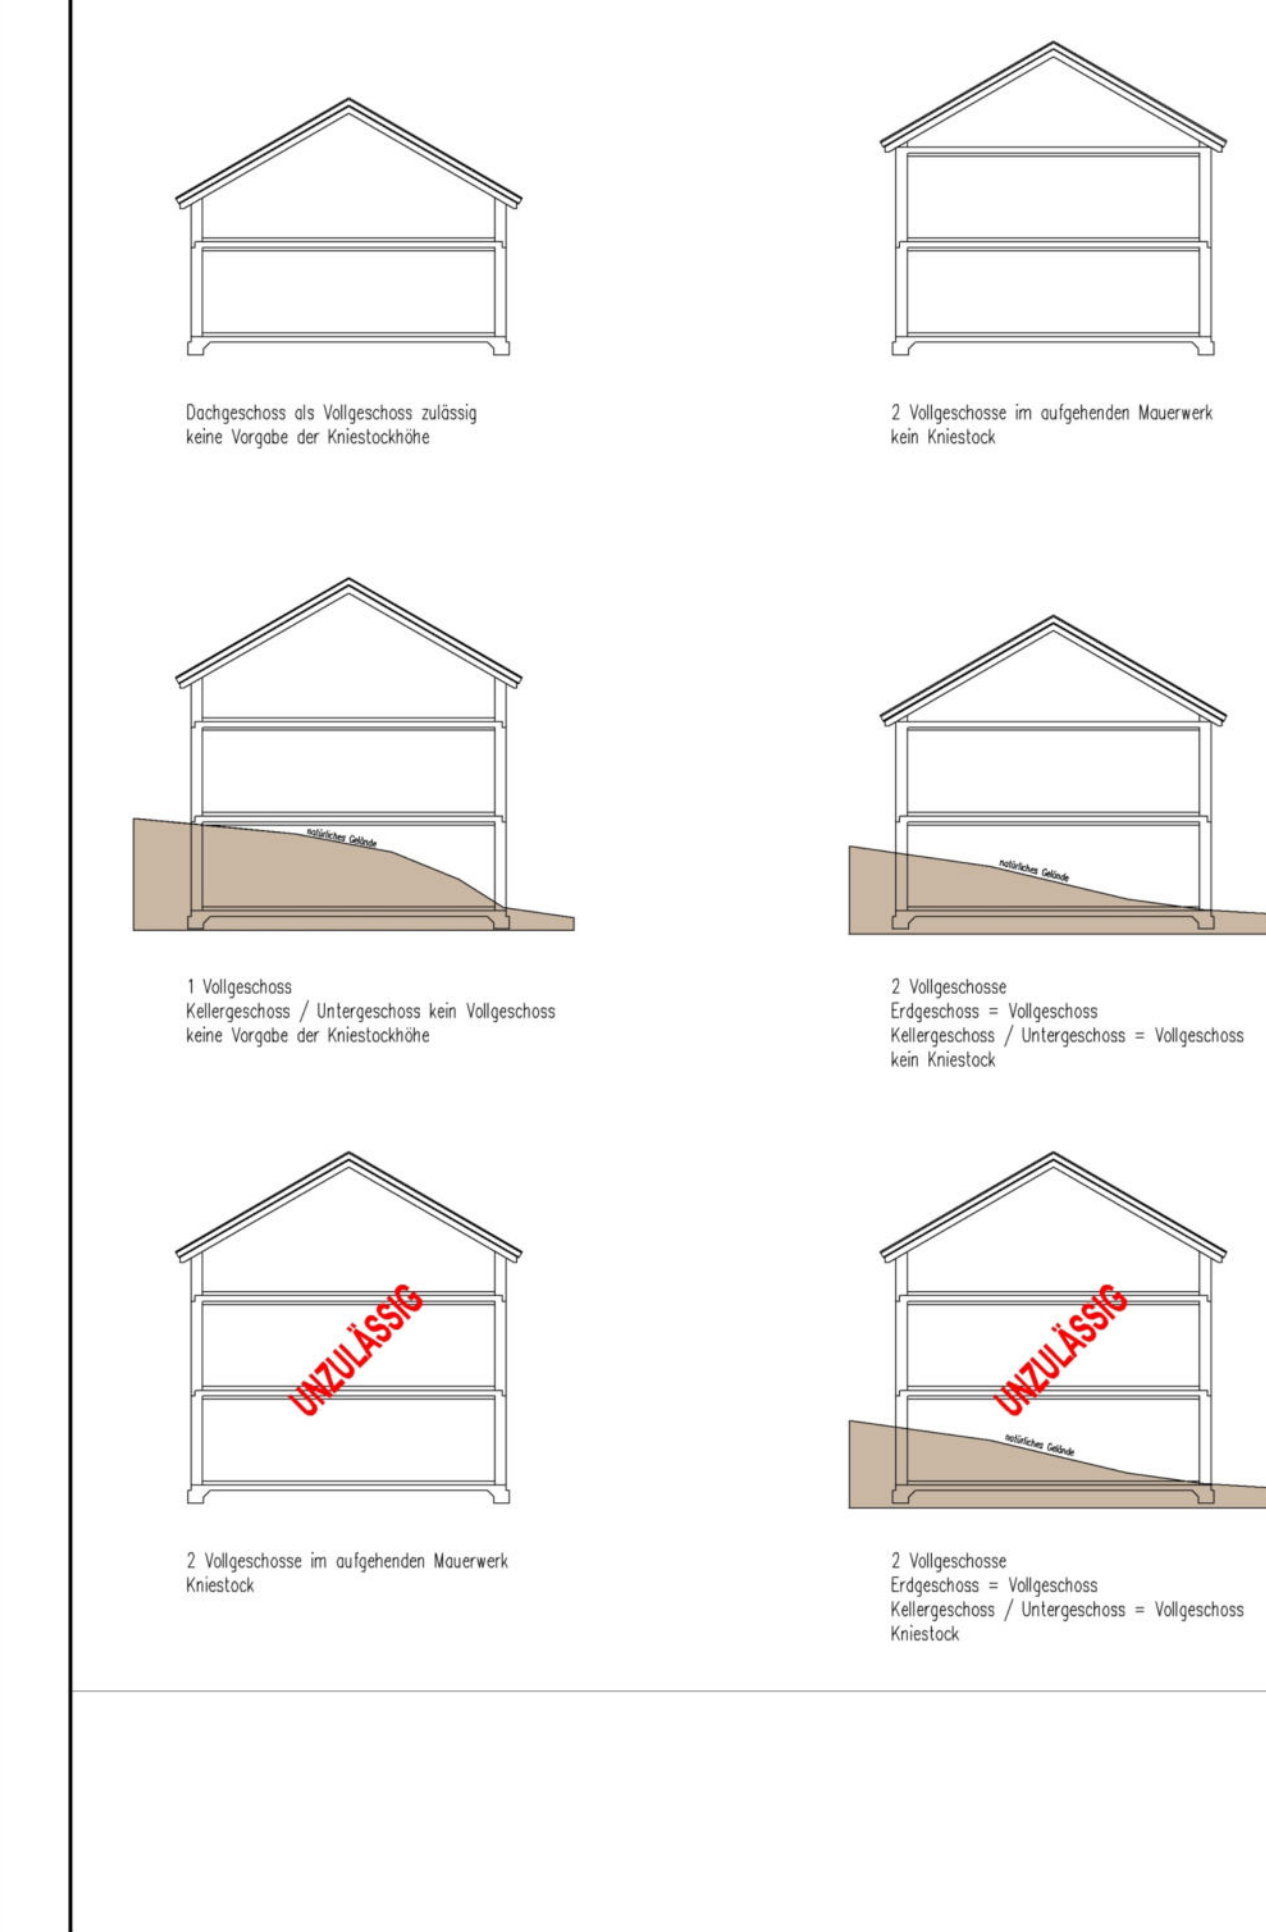 Dachgeschoss als Vollgeschoss zulässig
keine Vorgabe der Kniestockhöhe
2 Vollgeschosse im aufgehenden Mauerwerk
kein Kniestock
natürliches Gelände
1 Vollgeschoss
Kellergeschoss / Untergeschoss kein Vollgeschoss
keine Vorgabe der Kniestockhöhe
natürliches Gelände
2 Vollgeschosse
Erdgeschoss = Vollgeschoss
Kellergeschoss / Untergeschoss = Vollgeschoss
kein Kniestock
UNZULÄSSIG
2 Vollgeschosse im aufgehenden Mauerwerk
Kniestock
UNZULÄSSIG
natürliches Gelände
2 Vollgeschosse
Erdgeschoss = Vollgeschoss
Kellergeschoss / Untergeschoss = Vollgeschoss
Kniestock